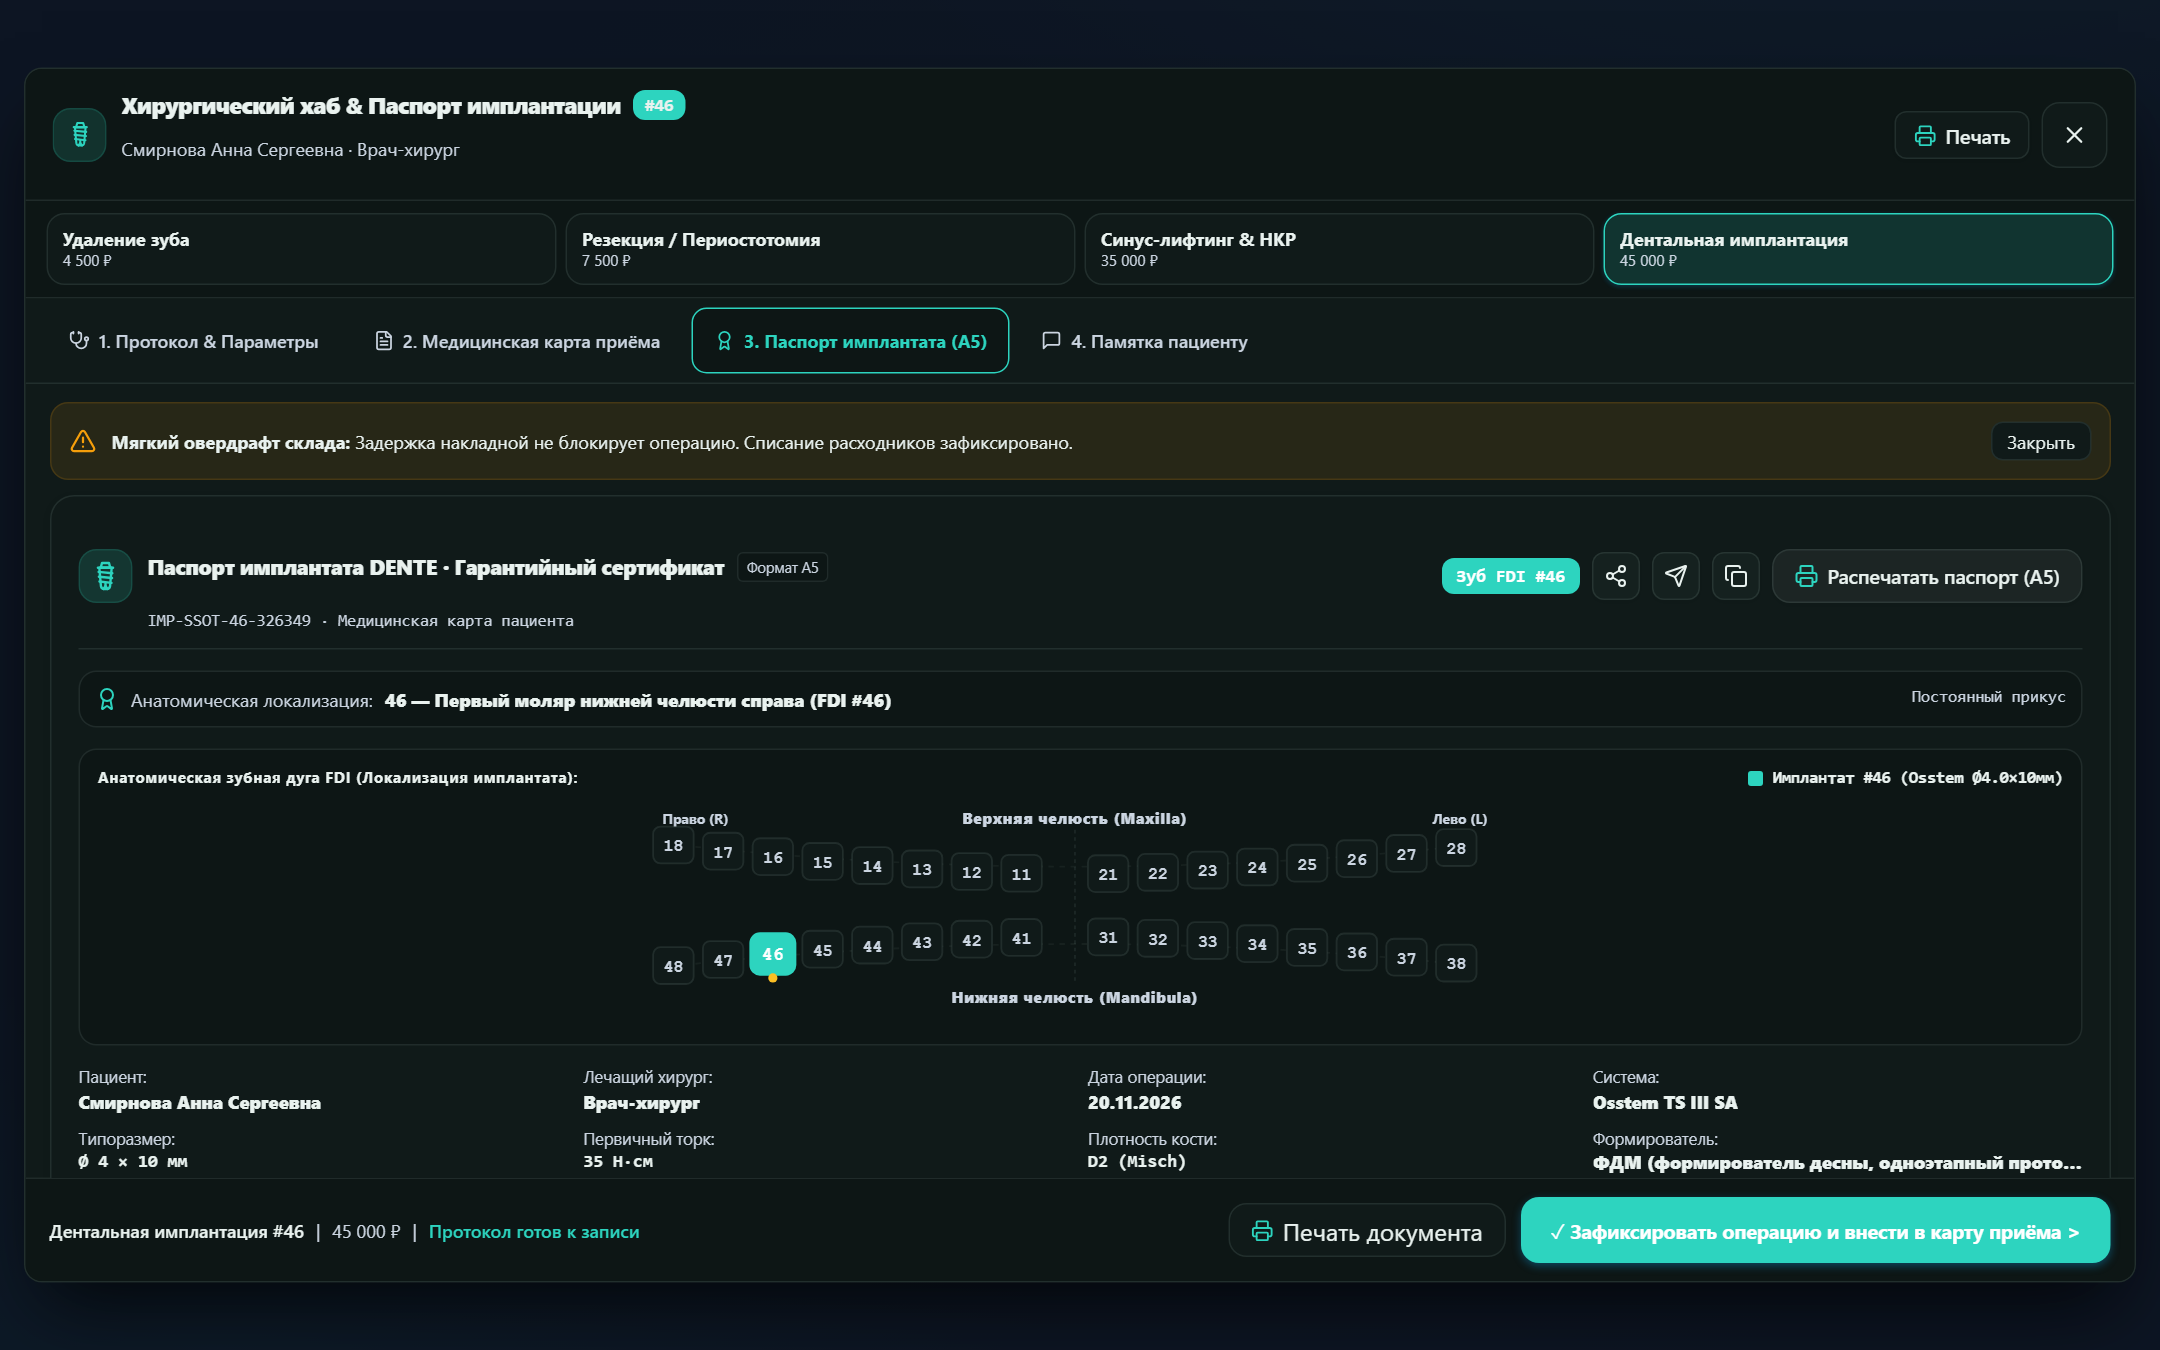 Хирургический хаб & Паспорт имплантации #46
Смирнова Анна Сергеевна · Врач-хирург
Печать
Удаление зуба
4 500 ₽
Резекция / Периостотомия
7 500 ₽
Синус-лифтинг & НКР
35 000 ₽
Дентальная имплантация
45 000 ₽
1. Протокол & Параметры
2. Медицинская карта приёма
3. Паспорт имплантата (А5)
4. Памятка пациенту
Мягкий овердрафт склада: Задержка накладной не блокирует операцию. Списание расходников зафиксировано.
Закрыть
Паспорт имплантата DENTE · Гарантийный сертификат
Формат А5
Зуб FDI #46
Распечатать паспорт (А5)
IMP-SSOT-46-326349 · Медицинская карта пациента
Анатомическая локализация: 46 — Первый моляр нижней челюсти справа (FDI #46)
Постоянный прикус
Анатомическая зубная дуга FDI (Локализация имплантата):
Имплантат #46 (Osstem Ø4.0×10мм)
Право (R)
Верхняя челюсть (Maxilla)
Лево (L)
18 17 16 15 14 13 12 11 21 22 23 24 25 26 27 28
48 47 46 45 44 43 42 41 31 32 33 34 35 36 37 38
Нижняя челюсть (Mandibula)
Пациент:
Смирнова Анна Сергеевна
Лечащий хирург:
Врач-хирург
Дата операции:
20.11.2026
Система:
Osstem TS III SA
Типоразмер:
Ø 4 × 10 мм
Первичный торк:
35 Н·см
Плотность кости:
D2 (Misch)
Формирователь:
ФДМ (формирователь десны, одноэтапный прото...
Дентальная имплантация #46 | 45 000 ₽ | Протокол готов к записи
Печать документа
✓ Зафиксировать операцию и внести в карту приёма >